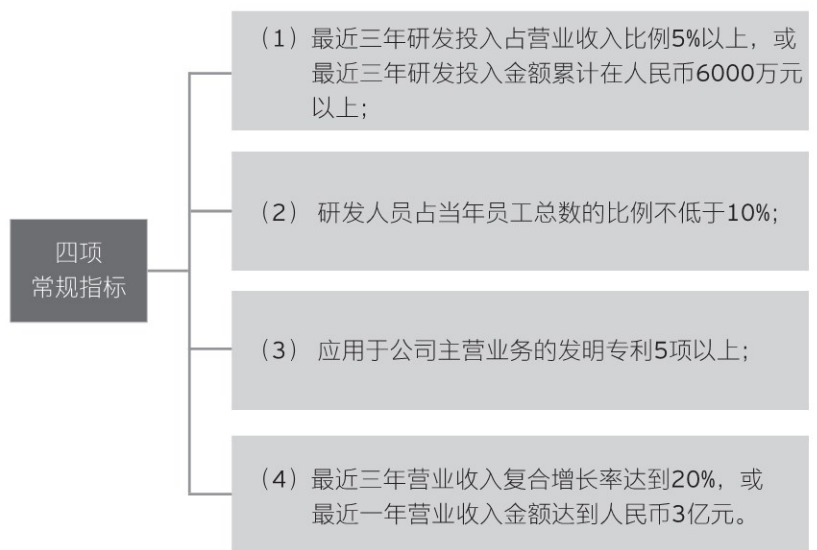 四项
常规指标
（1）最近三年研发投入占营业收入比例5%以上，或
最近三年研发投入金额累计在人民币6000万元
以上；
（2） 研发人员占当年员工总数的比例不低于10%；
（3） 应用于公司主营业务的发明专利5项以上；
（4）最近三年营业收入复合增长率达到20%，或
最近一年营业收入金额达到人民币3亿元。